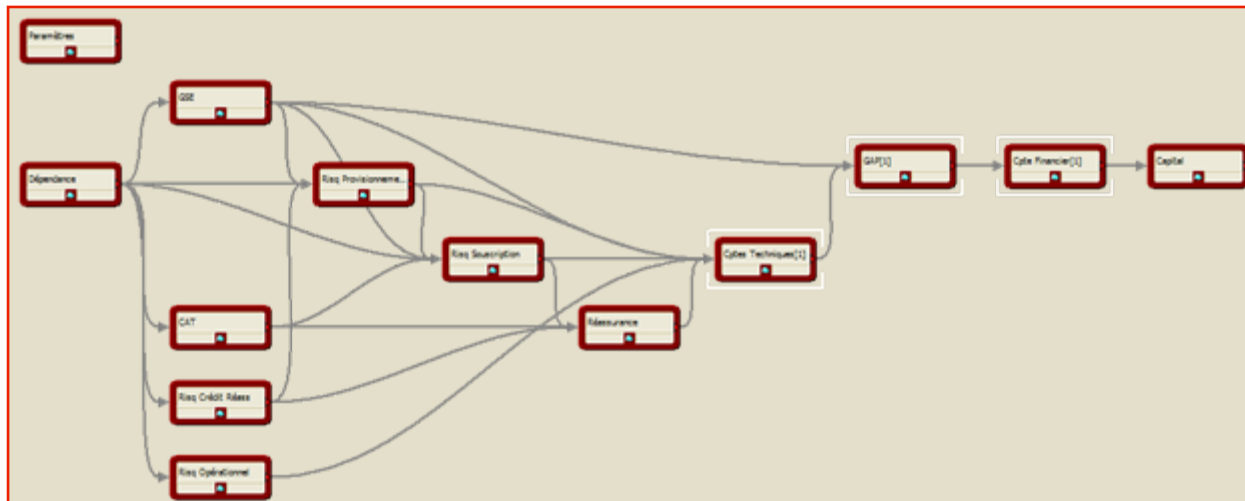 Paramètres
GSE
Dépendance
Risq Provisionneme...
Risq Souscription
CAT
Réassurance
Risq Crédit Réass
Risq Opérationnel
Cptes Techniques[1]
GAP[1]
Cpte Financier[1]
Capital